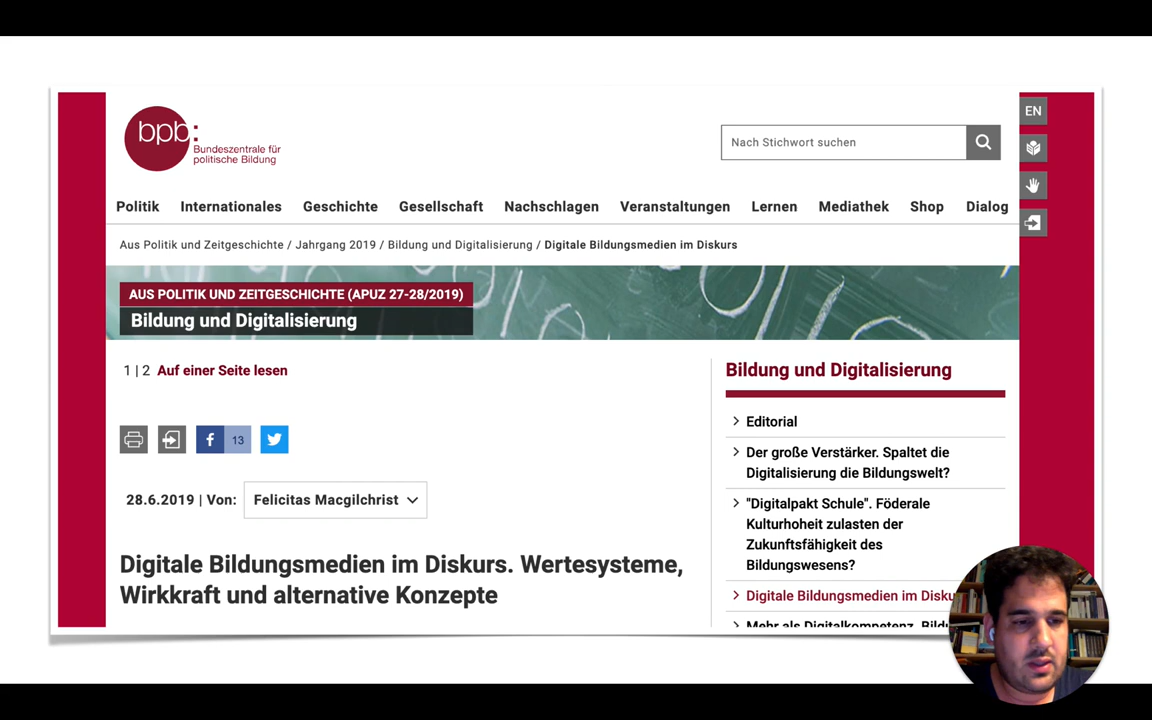 bpb:
Bundeszentrale für
politische Bildung
Nach Stichwort suchen
EN
Politik Internationales Geschichte Gesellschaft Nachschlagen Veranstaltungen Lernen Mediathek Shop Dialog
Aus Politik und Zeitgeschichte / Jahrgang 2019 / Bildung und Digitalisierung / Digitale Bildungsmedien im Diskurs
AUS POLITIK UND ZEITGESCHICHTE (APUZ 27-28/2019)
Bildung und Digitalisierung
1 | 2 Auf einer Seite lesen
13
28.6.2019 | Von: Felicitas Macgilchrist
Digitale Bildungsmedien im Diskurs. Wertesysteme,
Wirkkraft und alternative Konzepte
Bildung und Digitalisierung
Editorial
Der große Verstärker. Spaltet die
Digitalisierung die Bildungswelt?
"Digitalpakt Schule". Föderale
Kulturhoheit zulasten der
Zukunftsfähigkeit des
Bildungswesens?
Digitale Bildungsmedien im Disku
Mehr als Digitalkompetenz. Bildu